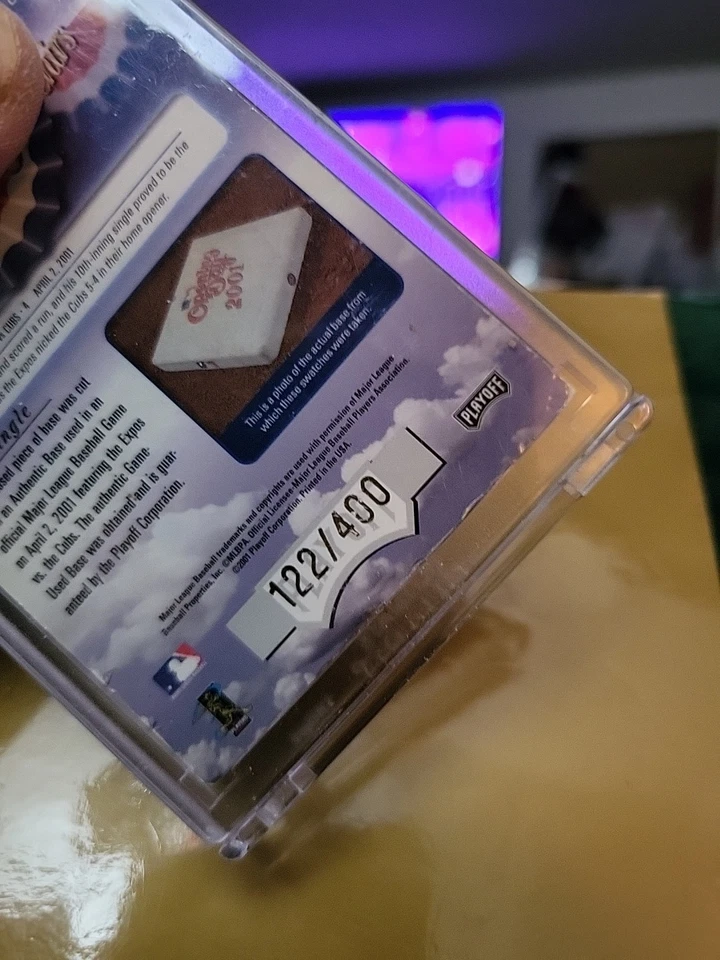 CUBS · A APRIL 2, 2001
and scored a run, and his 10th-inning single proved to be the
the Expos nicked the Cubs 5-4 in their home opener.
piece of base was cut
an Authentic Base used in an
official Major League Baseball Game
on April 2, 2001 featuring the Expos
vs. the Cubs. The authentic Game-
Used Base was obtained and is guar-
anteed by the Playoff Corporation.
Opening
Day
2001
This is a photo of the actual base from
which these swatches were taken.
Major League Baseball trademarks and copyrights are used with permission of Major League
Baseball Properties, Inc. ©MLBPA. Official Licensee-Major League Baseball Players Association.
©2001 Playoff Corporation. Printed in the USA.
122/400
PLAYOFF